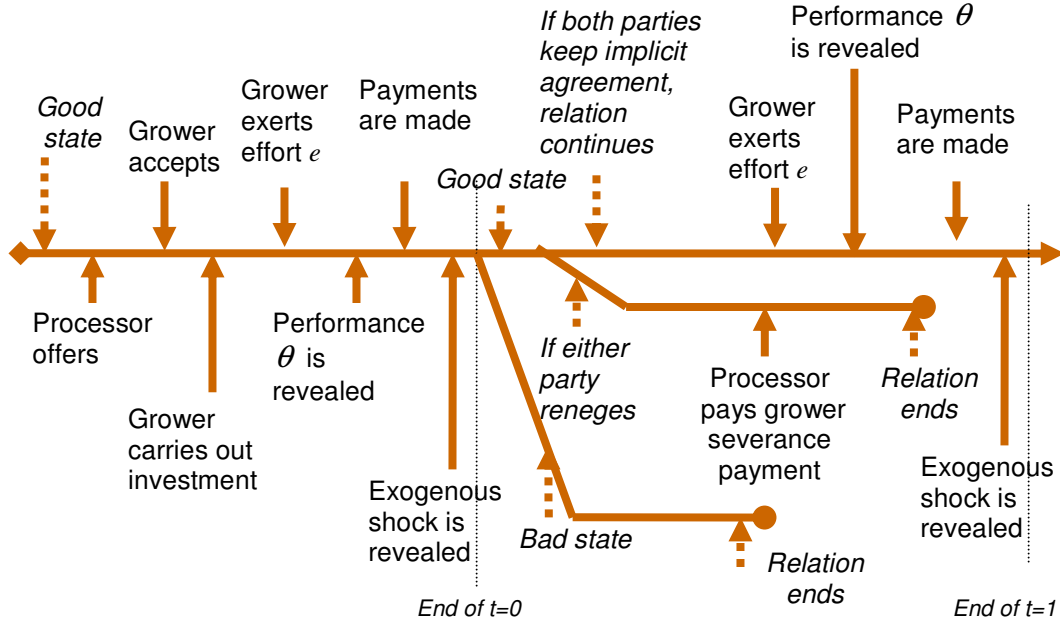 Good
state
Grower
accepts
Grower
exerts
effort e
Payments
are made
Good state
If both parties
keep implicit
agreement,
relation
continues
Grower
exerts
effort e
Performance θ
is revealed
Payments
are made
Processor
offers
Grower
carries out
investment
Performance
θ is
revealed
Exogenous
shock is
revealed
If either
party
reneges
Bad state
Processor
pays grower
severance
payment
Relation
ends
Relation
ends
Exogenous
shock is
revealed
End of t=0
End of t=1